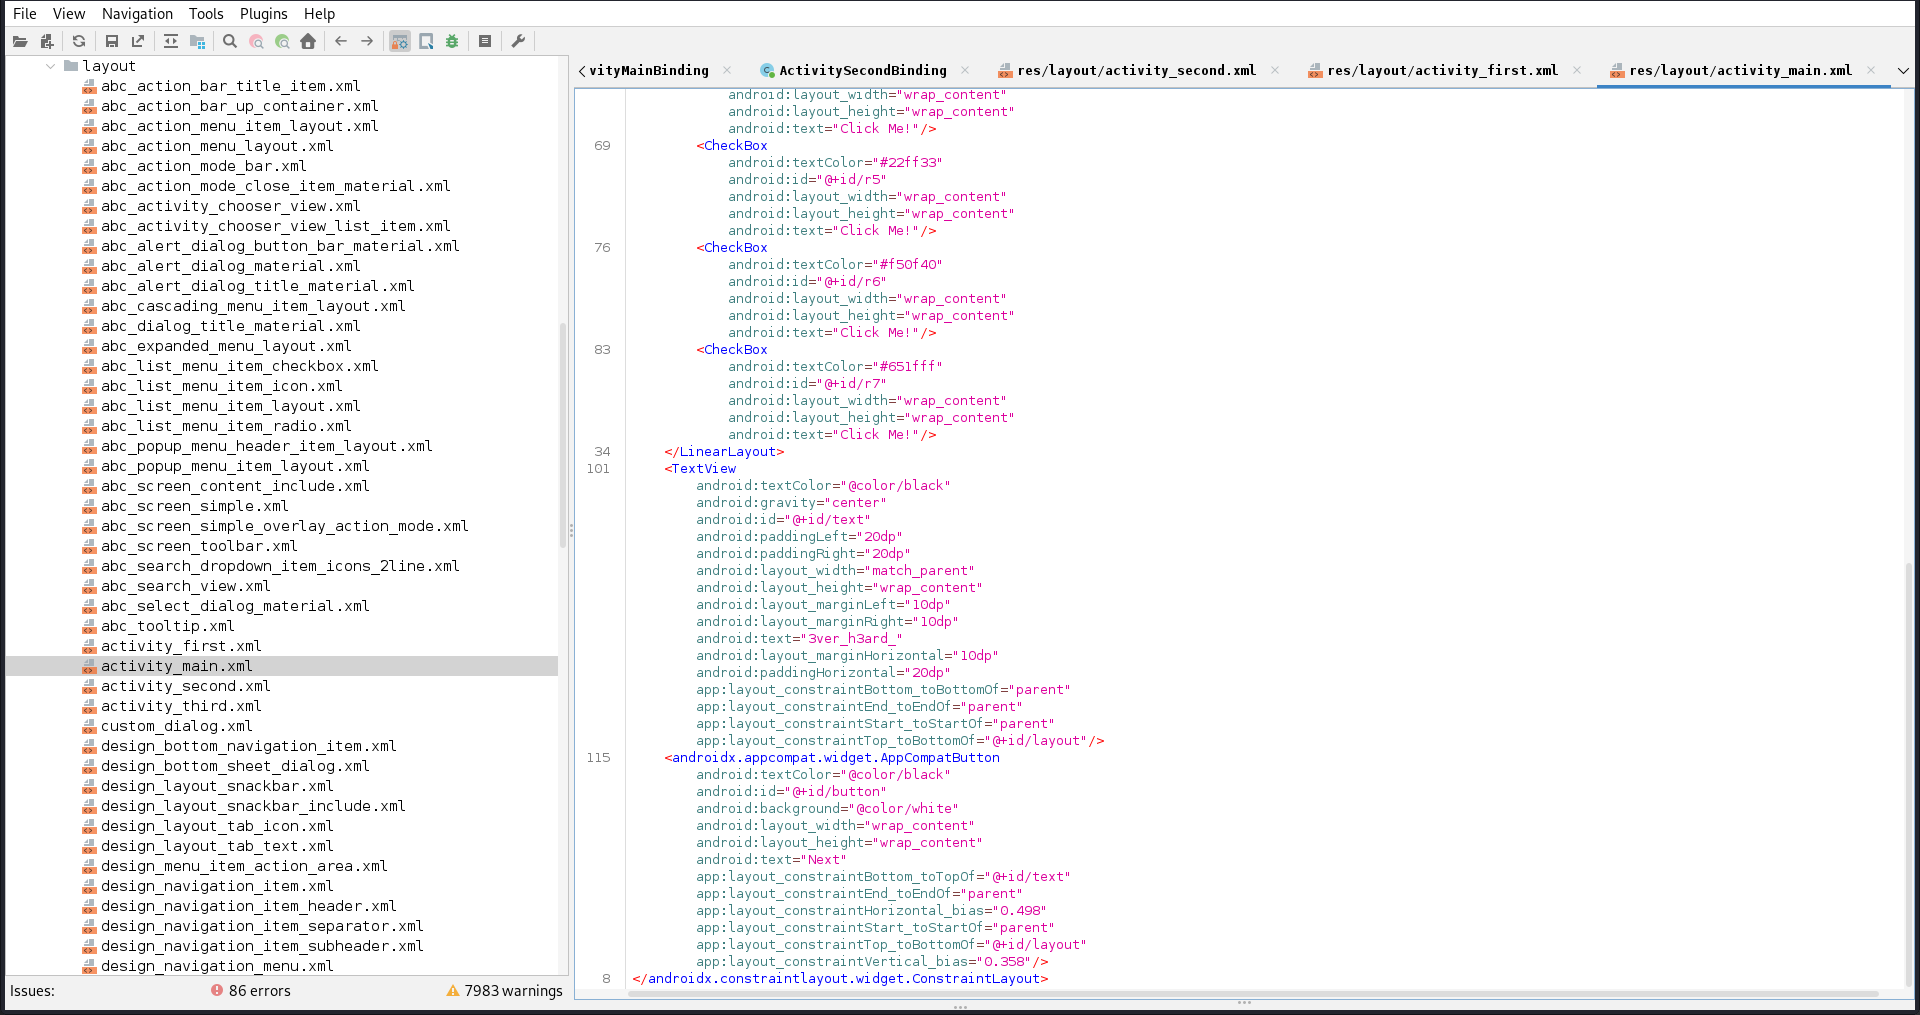 File View Navigation Tools Plugins Help
layout
abc_action_bar_title_item.xml
abc_action_bar_up_container.xml
abc_action_menu_item_layout.xml
abc_action_menu_layout.xml
abc_action_mode_bar.xml
abc_action_mode_close_item_material.xml
abc_activity_chooser_view.xml
abc_activity_chooser_view_list_item.xml
abc_alert_dialog_button_bar_material.xml
abc_alert_dialog_material.xml
abc_alert_dialog_title_material.xml
abc_cascading_menu_item_layout.xml
abc_dialog_title_material.xml
abc_expanded_menu_layout.xml
abc_list_menu_item_checkbox.xml
abc_list_menu_item_icon.xml
abc_list_menu_item_layout.xml
abc_list_menu_item_radio.xml
abc_popup_menu_header_item_layout.xml
abc_popup_menu_item_layout.xml
abc_screen_content_include.xml
abc_screen_simple.xml
abc_screen_simple_overlay_action_mode.xml
abc_screen_toolbar.xml
abc_search_dropdown_item_icons_2line.xml
abc_search_view.xml
abc_select_dialog_material.xml
abc_tooltip.xml
activity_first.xml
activity_main.xml
activity_second.xml
activity_third.xml
custom_dialog.xml
design_bottom_navigation_item.xml
design_bottom_sheet_dialog.xml
design_layout_snackbar.xml
design_layout_snackbar_include.xml
design_layout_tab_icon.xml
design_layout_tab_text.xml
design_menu_item_action_area.xml
design_navigation_item.xml
design_navigation_item_header.xml
design_navigation_item_separator.xml
design_navigation_item_subheader.xml
design_navigation_menu.xml
Issues: 86 errors 7983 warnings
vityMainBinding ActivitySecondBinding res/layout/activity_second.xml res/layout/activity_first.xml res/layout/activity_main.xml
android:layout_width="wrap_content"
android:layout_height="wrap_content"
android:text="Click Me!"/>
69 <CheckBox
android:textColor="#22ff33"
android:id="@+id/r5"
android:layout_width="wrap_content"
android:layout_height="wrap_content"
android:text="Click Me!"/>
76 <CheckBox
android:textColor="#f50f40"
android:id="@+id/r6"
android:layout_width="wrap_content"
android:layout_height="wrap_content"
android:text="Click Me!"/>
83 <CheckBox
android:textColor="#651fff"
android:id="@+id/r7"
android:layout_width="wrap_content"
android:layout_height="wrap_content"
android:text="Click Me!"/>
34 </LinearLayout>
101 <TextView
android:textColor="@color/black"
android:gravity="center"
android:id="@+id/text"
android:paddingLeft="20dp"
android:paddingRight="20dp"
android:layout_width="match_parent"
android:layout_height="wrap_content"
android:layout_marginLeft="10dp"
android:layout_marginRight="10dp"
android:text="3ver_h3ard_"
android:layout_marginHorizontal="10dp"
android:paddingHorizontal="20dp"
app:layout_constraintBottom_toBottomOf="parent"
app:layout_constraintEnd_toEndOf="parent"
app:layout_constraintStart_toStartOf="parent"
app:layout_constraintTop_toBottomOf="@+id/layout"/>
115 <androidx.appcompat.widget.AppCompatButton
android:textColor="@color/black"
android:id="@+id/button"
android:background="@color/white"
android:layout_width="wrap_content"
android:layout_height="wrap_content"
android:text="Next"
app:layout_constraintBottom_toTopOf="@+id/text"
app:layout_constraintEnd_toEndOf="parent"
app:layout_constraintHorizontal_bias="0.498"
app:layout_constraintStart_toStartOf="parent"
app:layout_constraintTop_toBottomOf="@+id/layout"
app:layout_constraintVertical_bias="0.358"/>
8 </androidx.constraintlayout.widget.ConstraintLayout>